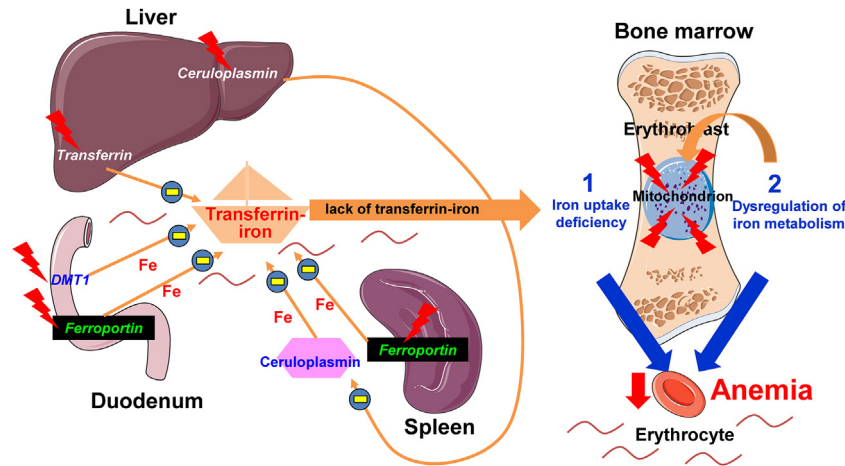 Liver
Bone marrow
Ceruloplasmin
Transferrin
Erythroblast
1
Iron uptake
deficiency
Mitochondrion
2
Dysregulation of
iron metabolism
Transferrin-
iron
lack of transferrin-iron
DMT1
Fe
Fe
Ferroportin
Fe
Fe
Ceruloplasmin
Ferroportin
Duodenum
Spleen
Anemia
Erythrocyte